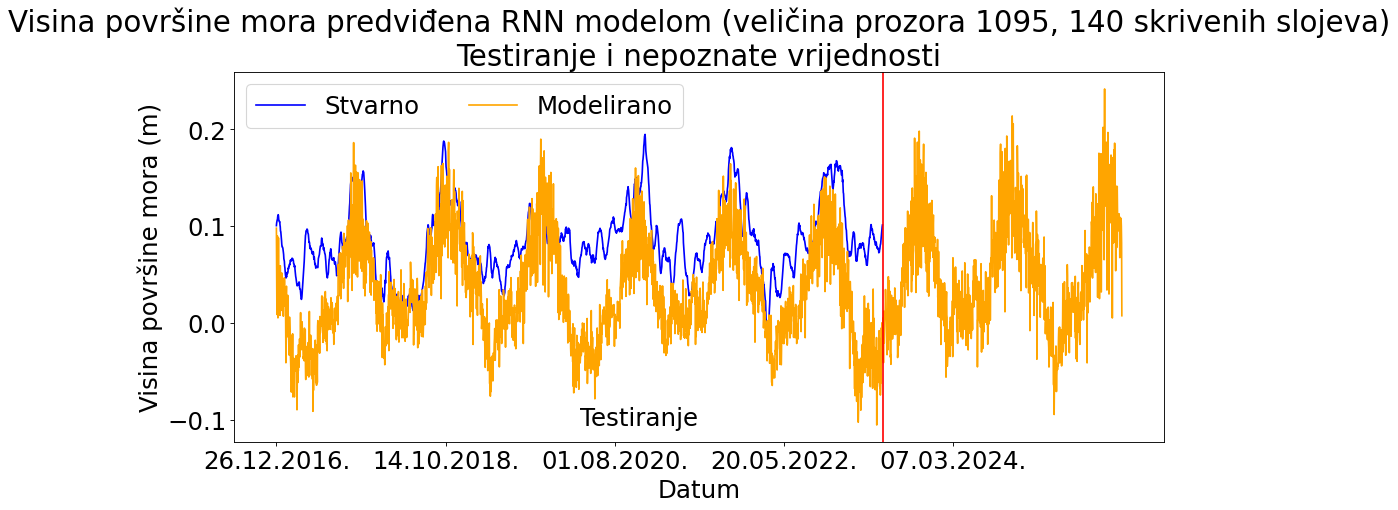 Visina površine mora predviđena RNN modelom (veličina prozora 1095, 140 skrivenih slojeva)
Testiranje i nepoznate vrijednosti
Stvarno
Modelirano
Visina površine mora (m)
0.2
0.1
0.0
−0.1
Testiranje
26.12.2016.
14.10.2018.
01.08.2020.
20.05.2022.
07.03.2024.
Datum